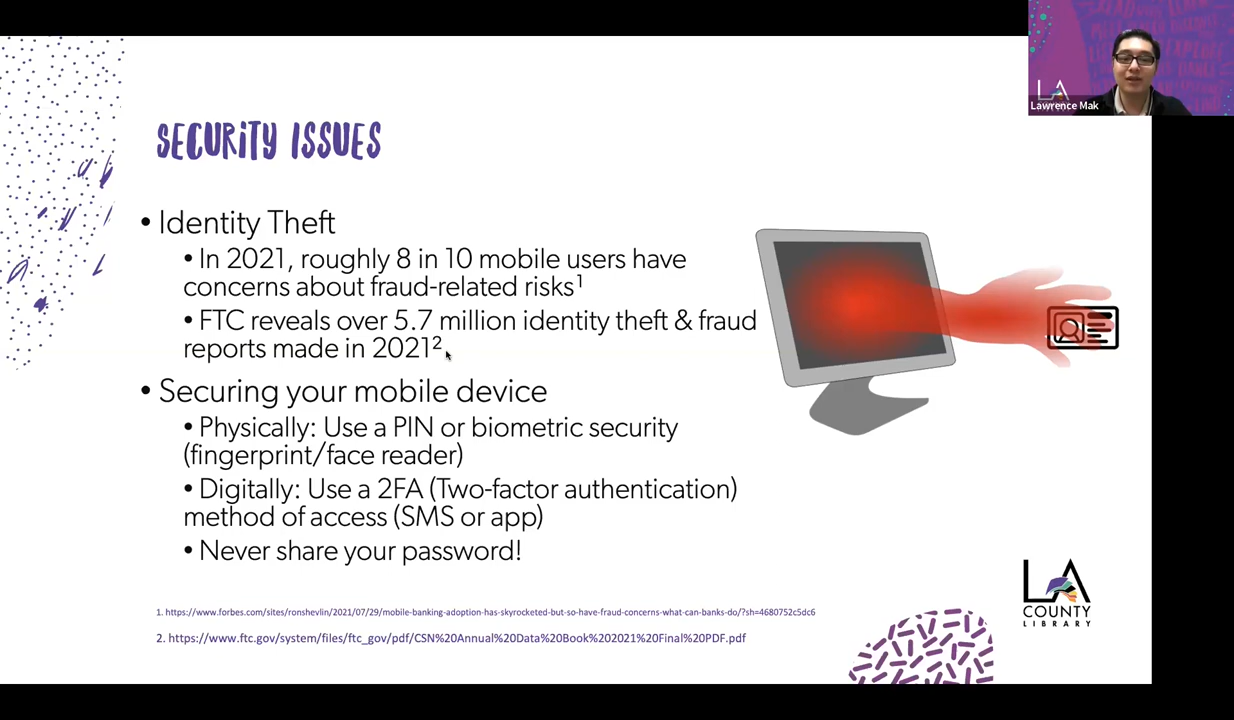 LA
Lawrence Mak
SECURITY ISSUES
• Identity Theft
• In 2021, roughly 8 in 10 mobile users have
concerns about fraud-related risks¹
• FTC reveals over 5.7 million identity theft & fraud
reports made in 2021²
• Securing your mobile device
• Physically: Use a PIN or biometric security
(fingerprint/face reader)
• Digitally: Use a 2FA (Two-factor authentication)
method of access (SMS or app)
• Never share your password!
1. https://www.forbes.com/sites/ronshevlin/2021/07/29/mobile-banking-adoption-has-skyrocketed-but-so-have-fraud-concerns-what-can-banks-do/?sh=4680752c5dc6
2. https://www.ftc.gov/system/files/ftc_gov/pdf/CSN%20Annual%20Data%20Book%202021%20Final%20PDF.pdf
LA
COUNTY
LIBRARY